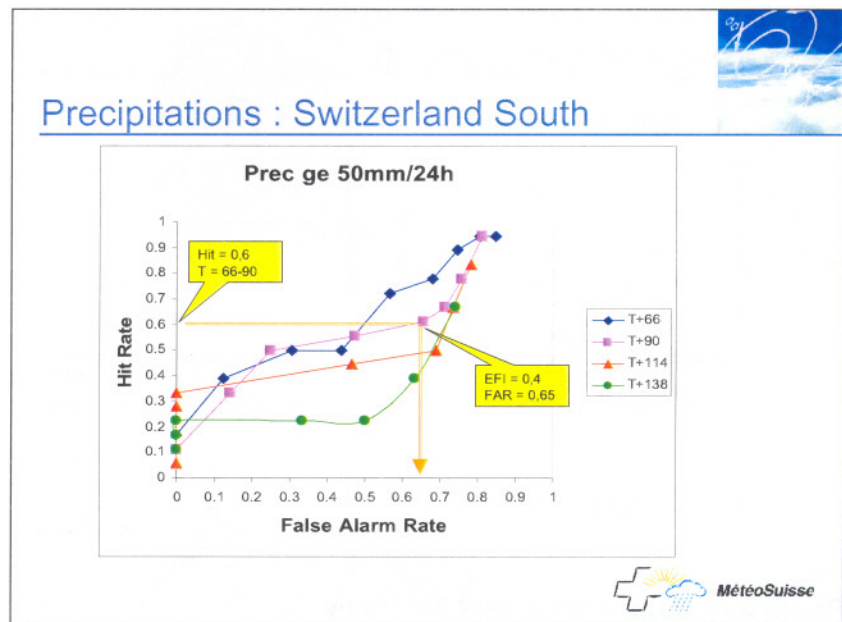 Precipitations : Switzerland South
Prec ge 50mm/24h
Hit Rate
1
0.9
0.8
0.7
0.6
0.5
0.4
0.3
0.2
0.1
0
Hit = 0,6
T = 66-90
EFI = 0,4
FAR = 0,65
0 0.1 0.2 0.3 0.4 0.5 0.6 0.7 0.8 0.9 1
False Alarm Rate
T+66
T+90
T+114
T+138
MétéoSuisse